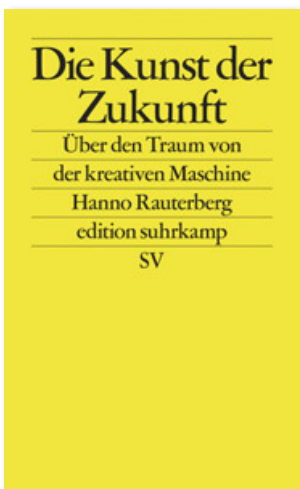 Die Kunst der
Zukunft
Über den Traum von
der kreativen Maschine
Hanno Rauterberg
edition suhrkamp
SV